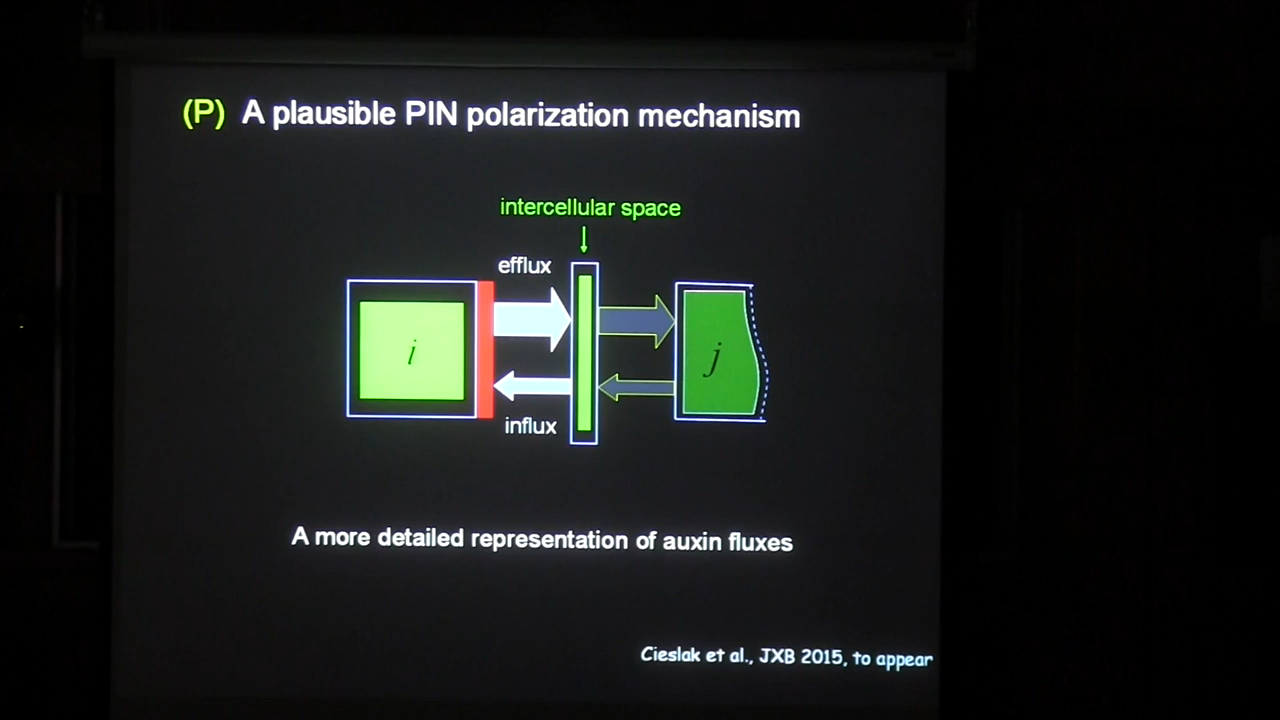 (P) A plausible PIN polarization mechanism
intercellular space
efflux
i
j
influx
A more detailed representation of auxin fluxes
Cieslak et al., JXB 2015, to appear